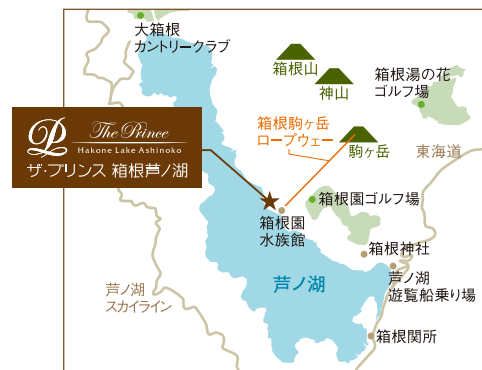 大箱根
カントリークラブ
箱根山
神山
箱根湯の花
ゴルフ場
The Prince
Hakone Lake Ashinoko
ザ・プリンス 箱根芦ノ湖
箱根駒ヶ岳
ロープウェー
駒ヶ岳
東海道
箱根園ゴルフ場
箱根園
水族館
箱根神社
芦ノ湖
遊覧船乗り場
芦ノ湖
芦ノ湖
スカイライン
箱根関所